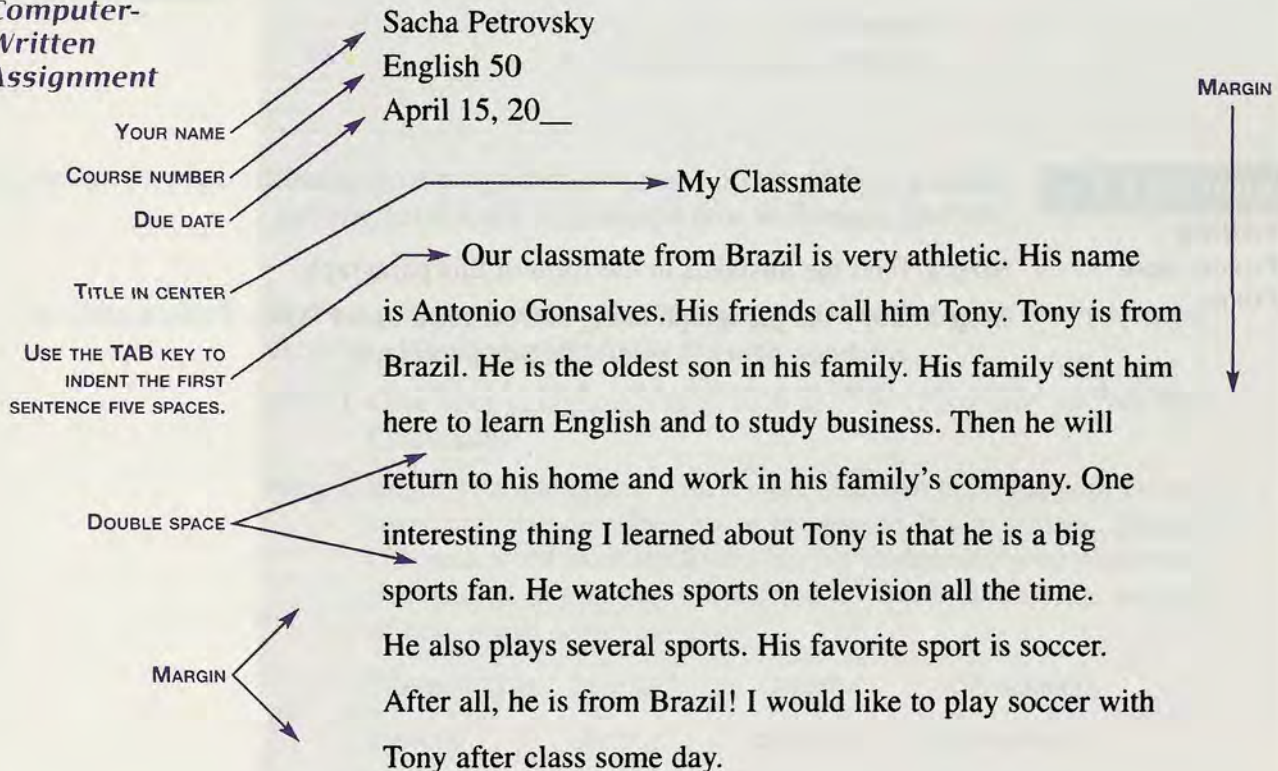 Computer-
Written
Assignment
Sacha Petrovsky
English 50
April 15, 20__
YOUR NAME
COURSE NUMBER
DUE DATE
MARGIN
My Classmate
TITLE IN CENTER
USE THE TAB KEY TO
INDENT THE FIRST
SENTENCE FIVE SPACES.
Our classmate from Brazil is very athletic. His name
is Antonio Gonsalves. His friends call him Tony. Tony is from
Brazil. He is the oldest son in his family. His family sent him
here to learn English and to study business. Then he will
return to his home and work in his family's company. One
interesting thing I learned about Tony is that he is a big
sports fan. He watches sports on television all the time.
He also plays several sports. His favorite sport is soccer.
After all, he is from Brazil! I would like to play soccer with
Tony after class some day.
DOUBLE SPACE
MARGIN